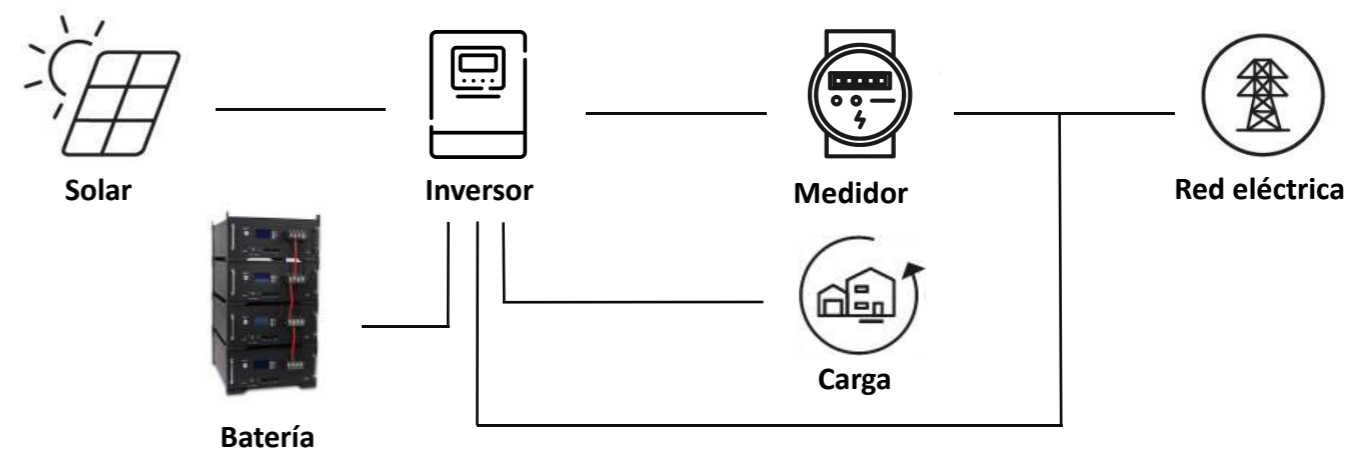 Solar
Inversor
Medidor
Red eléctrica
Batería
Carga